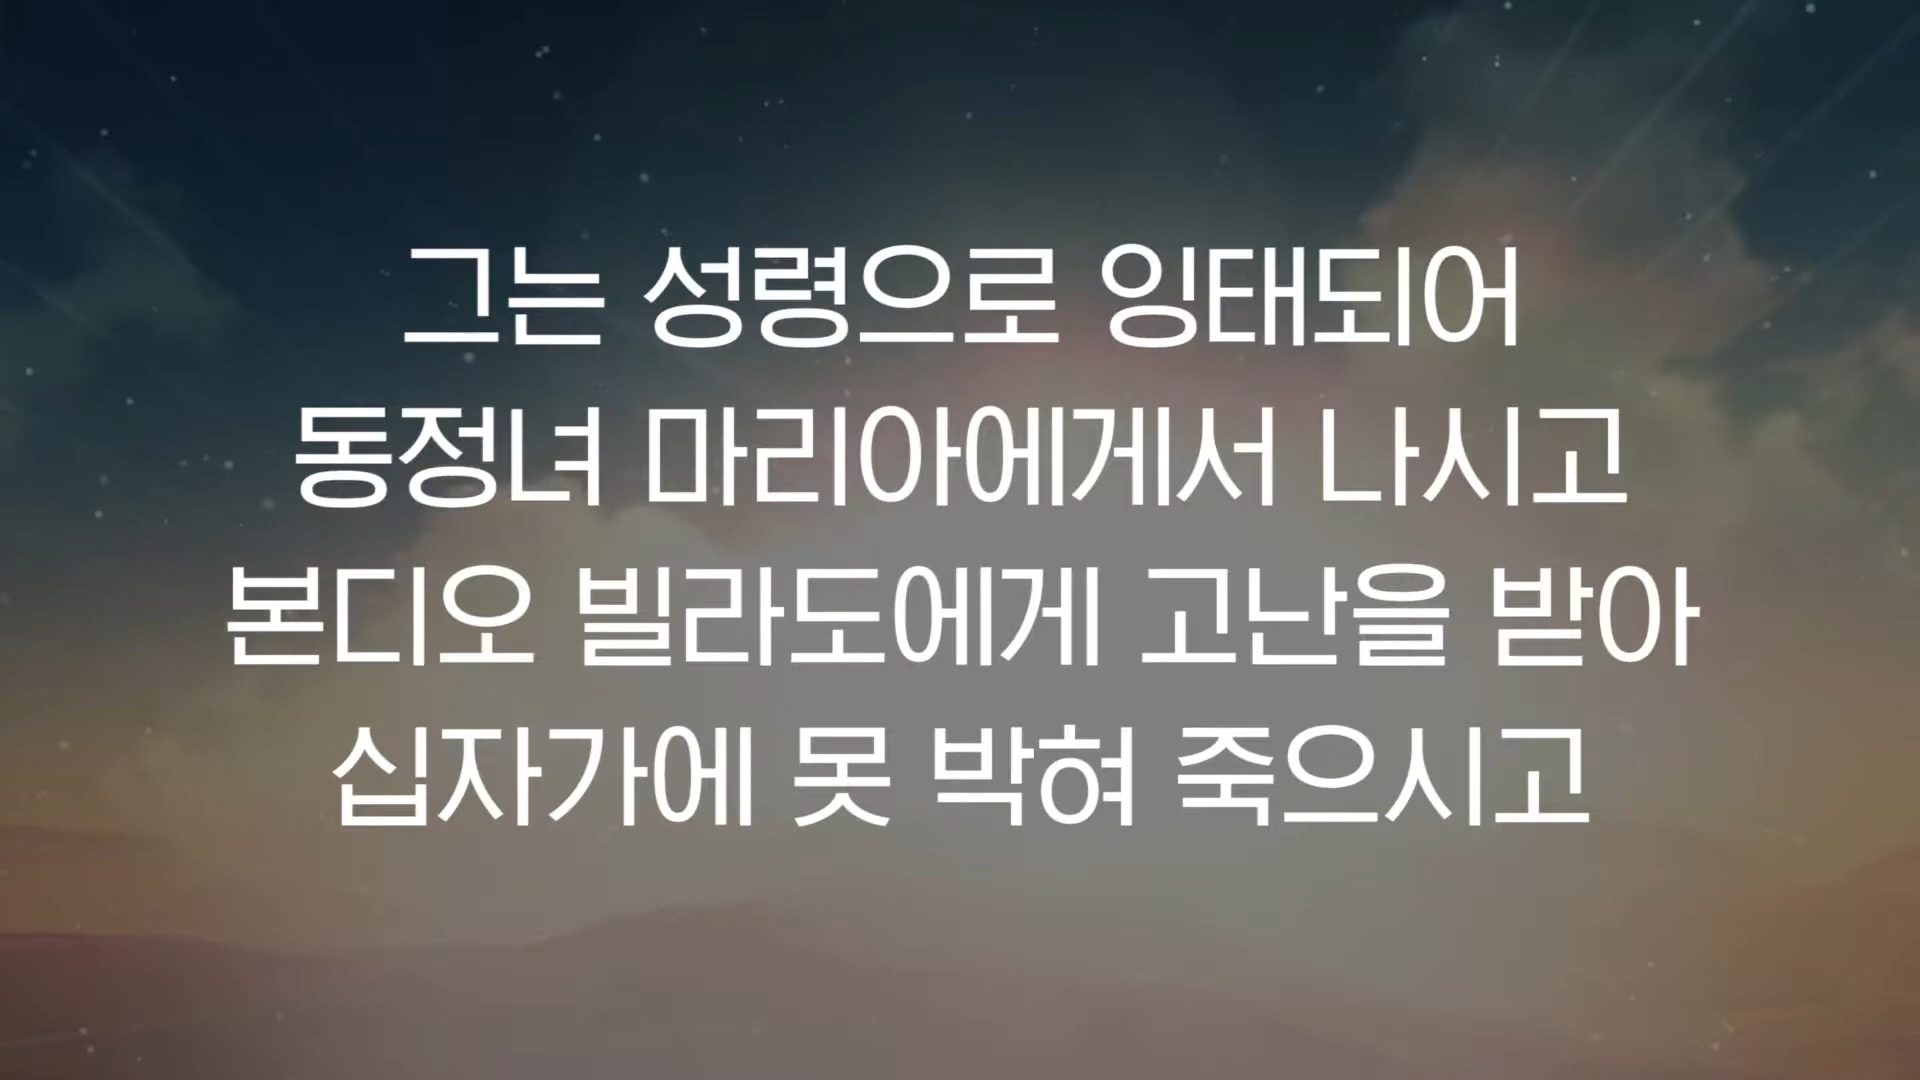 그는 성령으로 잉태되어
동정녀 마리아에게서 나시고
본디오 빌라도에게 고난을 받아
십자가에 못 박혀 죽으시고